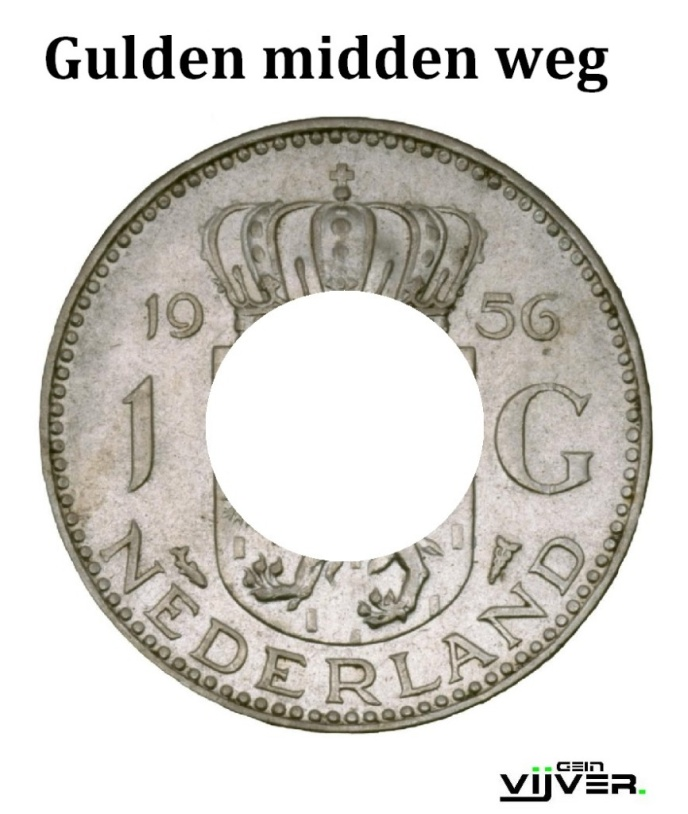 Gulden midden weg
19 56
1 G
NEDERLAND
GEIN
VIJVER.